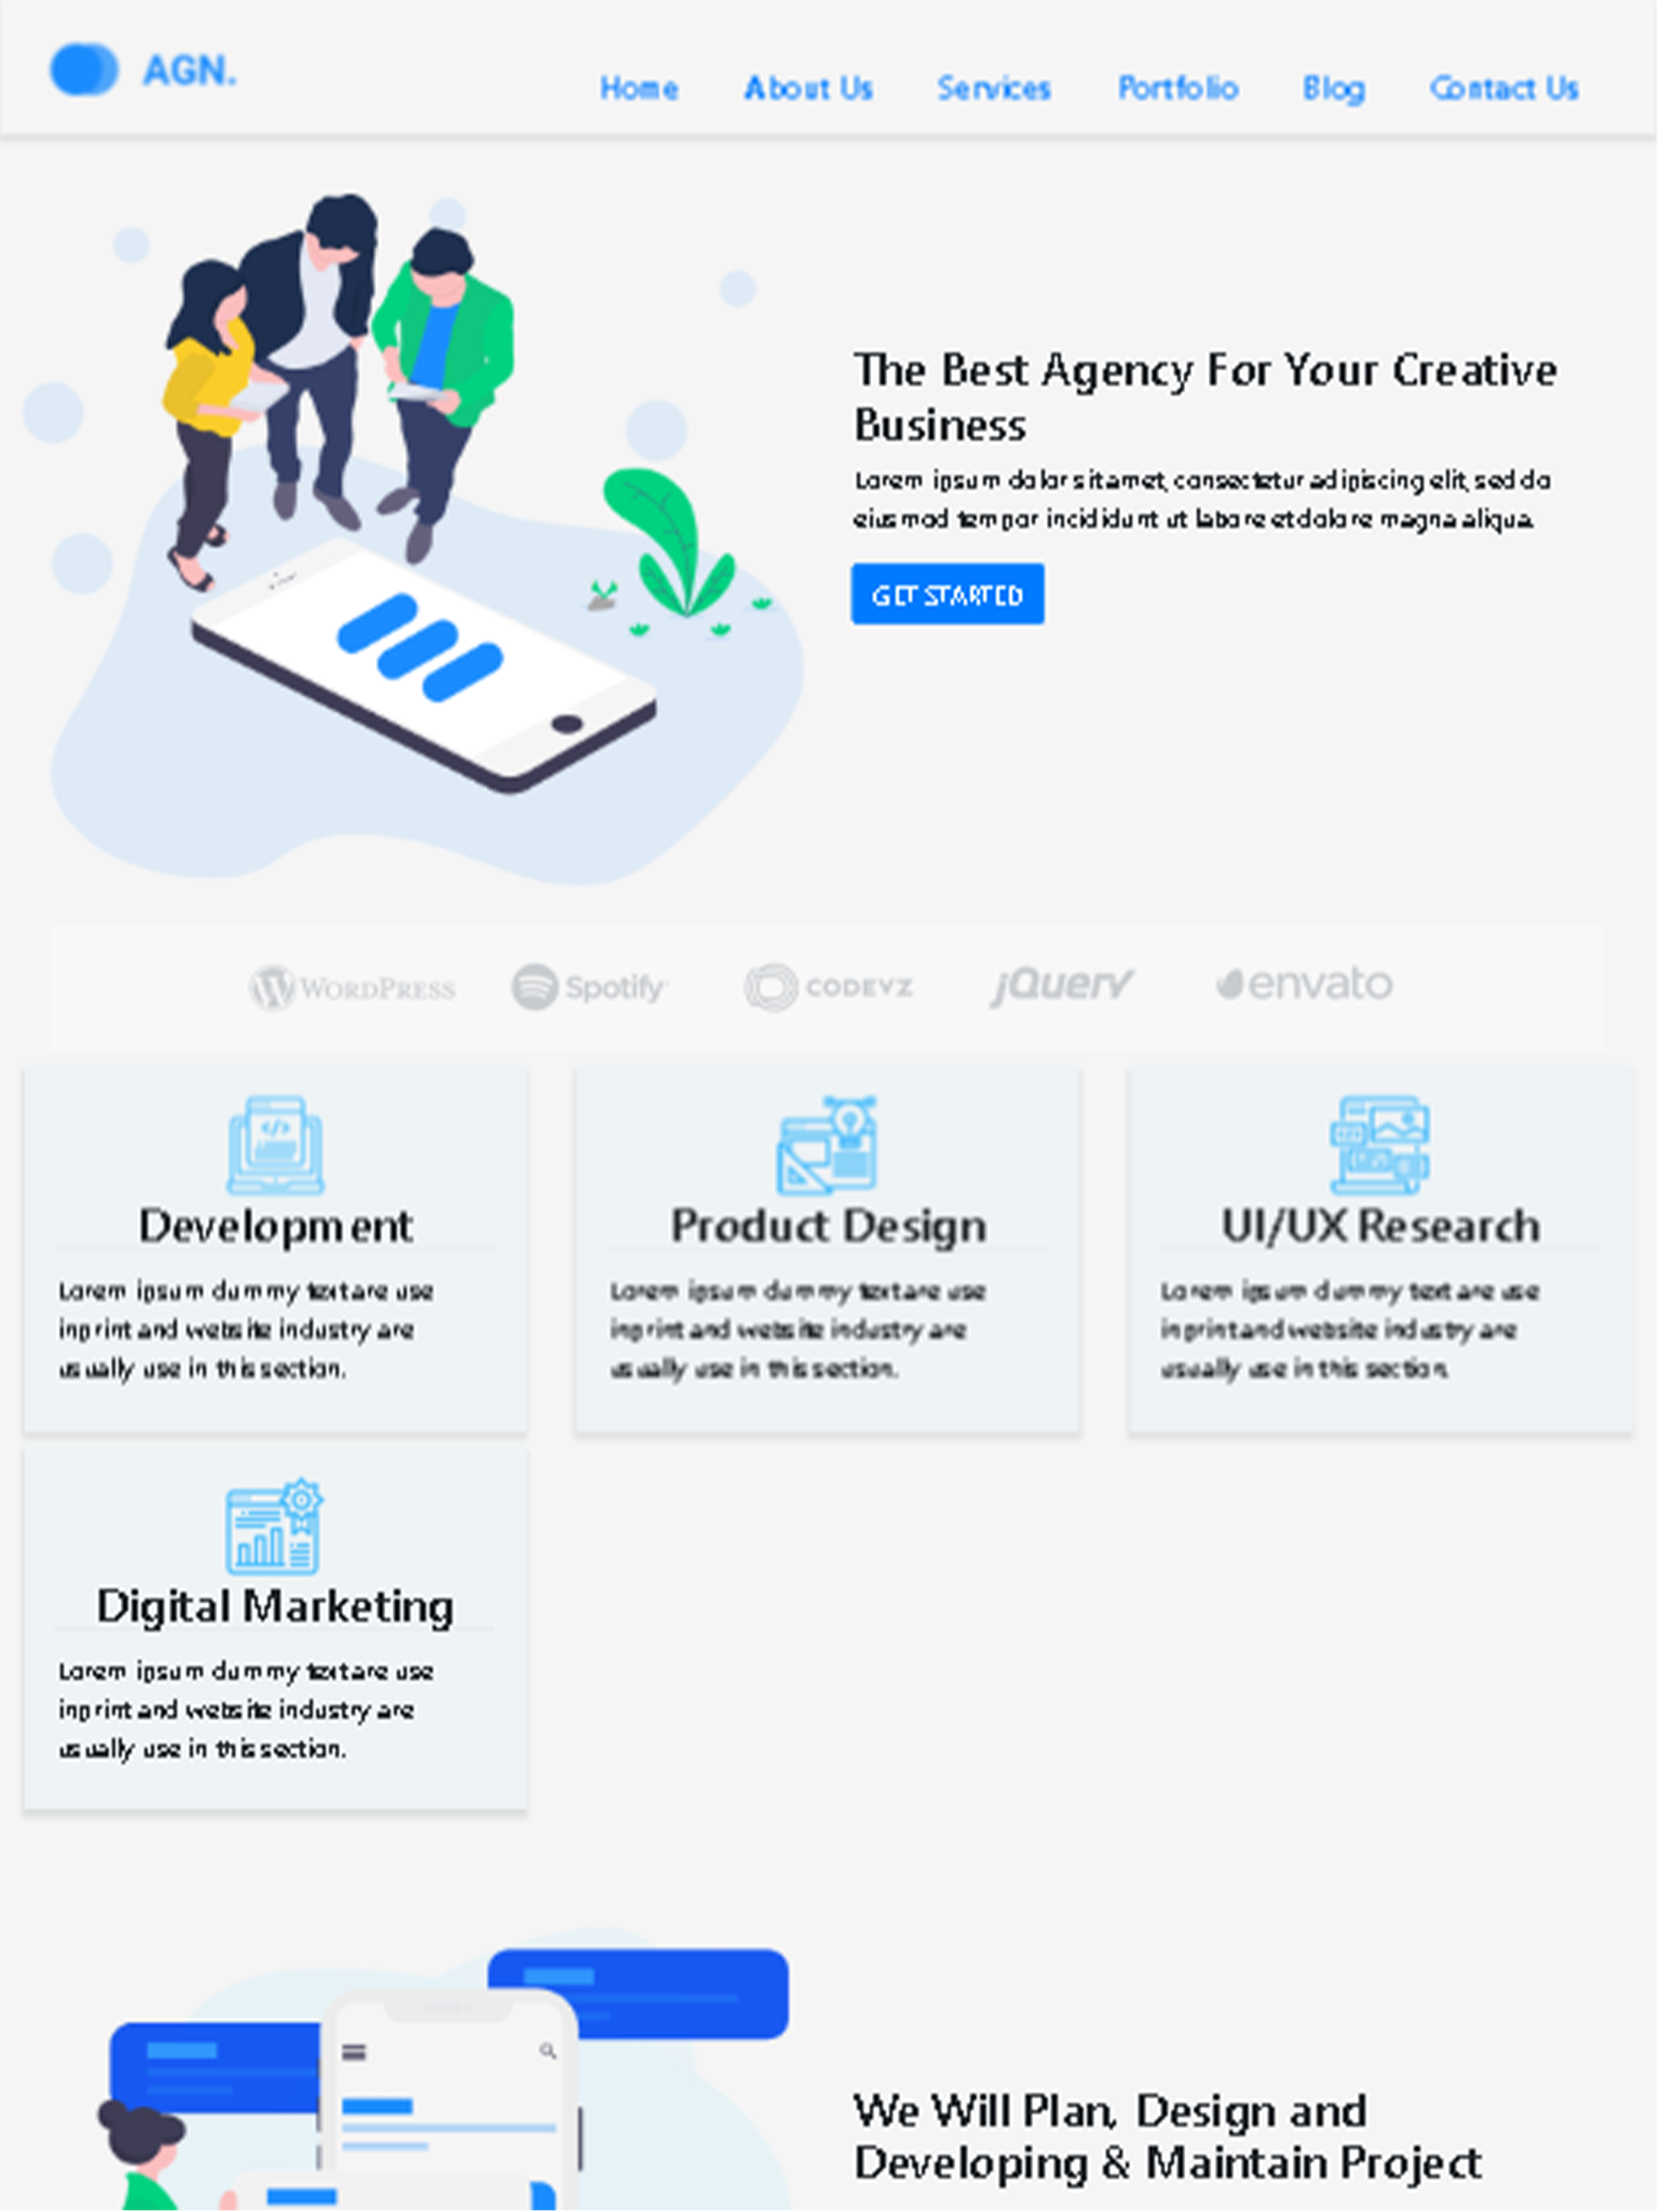 AGN.
Home About Us Services Portfolio Blog Contact Us
The Best Agency For Your Creative
Business
Lorem ipsum dolor sit amet, consectetur adipiscing elit, sed do
eiusmod tempor incididunt ut labore et dolore magna aliqua.
GET STARTED
WORDPRESS Spotify CODEVZ jQuery envato
Development
Lorem ipsum dummy text are use
in print and website industry are
usually use in this section.
Product Design
Lorem ipsum dummy text are use
in print and website industry are
usually use in this section.
UI/UX Research
Lorem ipsum dummy text are use
in print and website industry are
usually use in this section.
Digital Marketing
Lorem ipsum dummy text are use
in print and website industry are
usually use in this section.
We Will Plan, Design and
Developing & Maintain Project